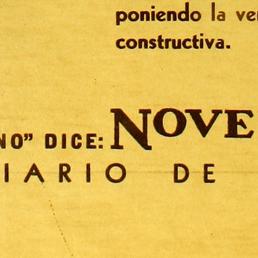 poniendo la ve
constructiva.
NO" DICE: NOVE
IARIO DE